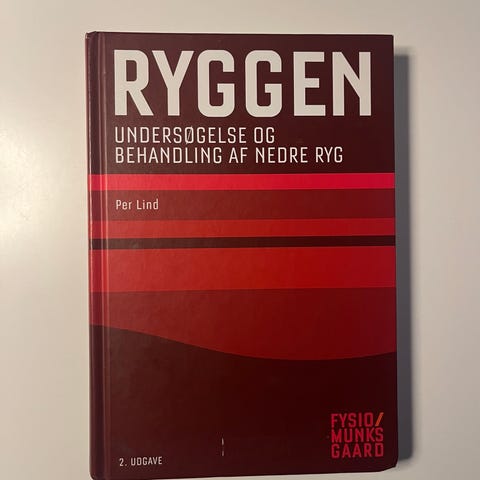 RYGGEN
UNDERSØGELSE OG
BEHANDLING AF NEDRE RYG
Per Lind
FYSIO/
MUNKS
GAARD
2. UDGAVE